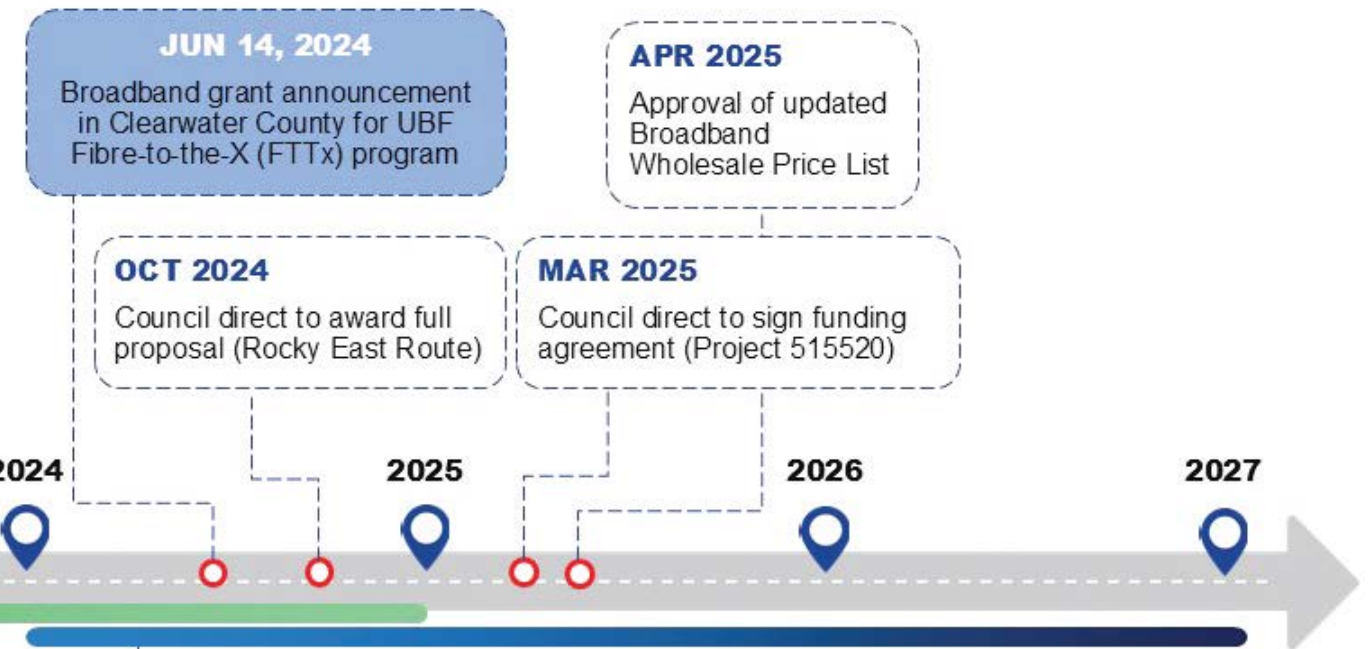 JUN 14, 2024
Broadband grant announcement
in Clearwater County for UBF
Fibre-to-the-X (FTTx) program
APR 2025
Approval of updated
Broadband
Wholesale Price List
OCT 2024
Council direct to award full
proposal (Rocky East Route)
MAR 2025
Council direct to sign funding
agreement (Project 515520)
2024
2025
2026
2027